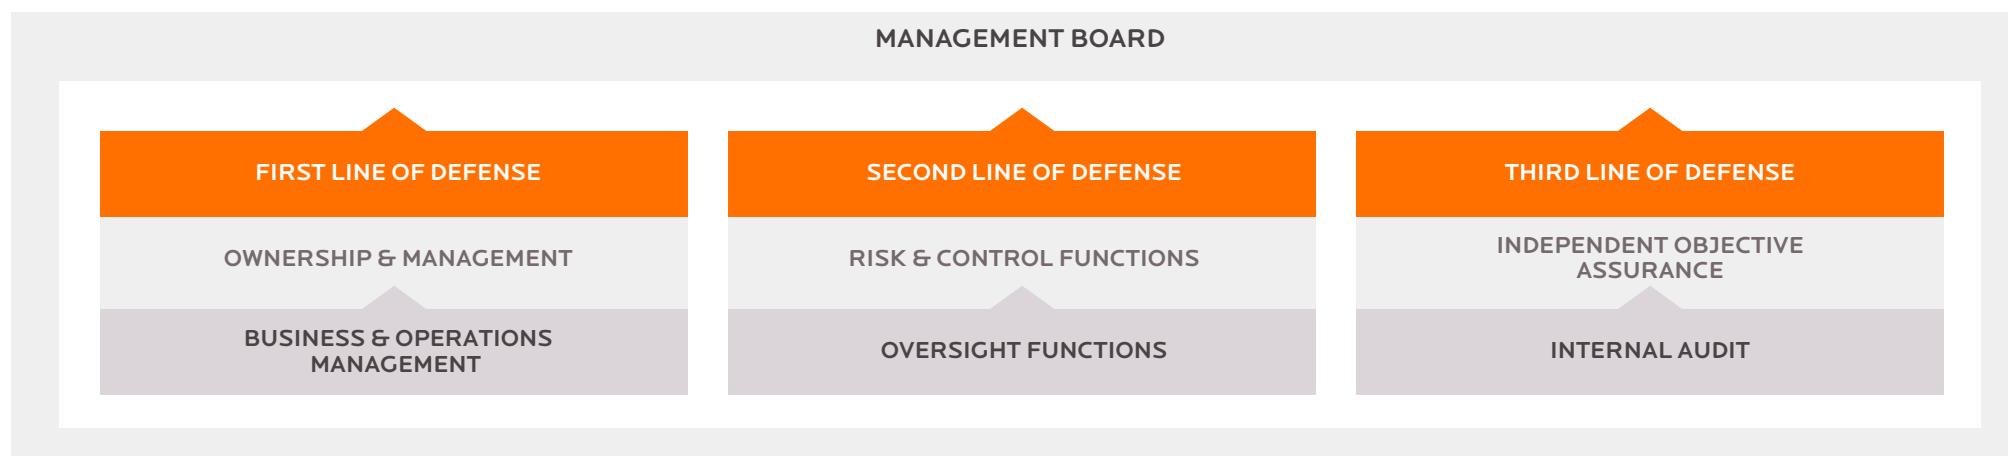 MANAGEMENT BOARD
FIRST LINE OF DEFENSE
OWNERSHIP & MANAGEMENT
BUSINESS & OPERATIONS
MANAGEMENT
SECOND LINE OF DEFENSE
RISK & CONTROL FUNCTIONS
OVERSIGHT FUNCTIONS
THIRD LINE OF DEFENSE
INDEPENDENT OBJECTIVE
ASSURANCE
INTERNAL AUDIT